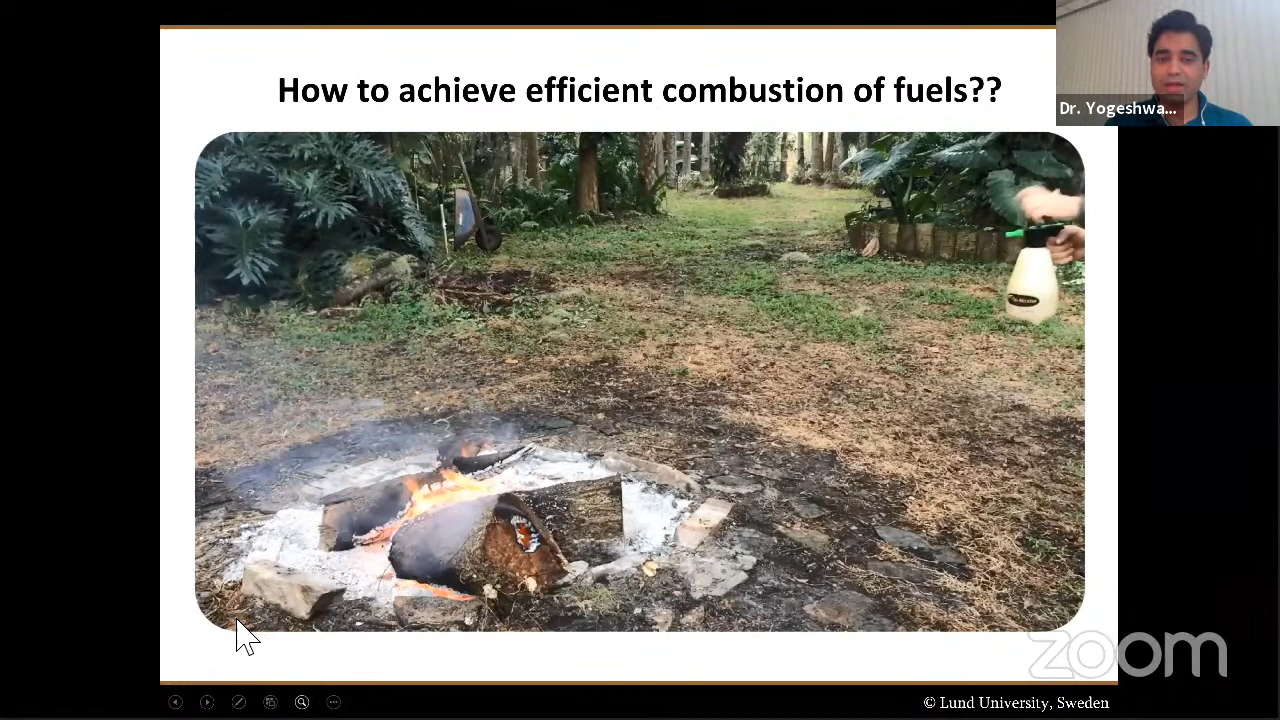 How to achieve efficient combustion of fuels??
Dr. Yogeshwa...
zoom
© Lund University, Sweden